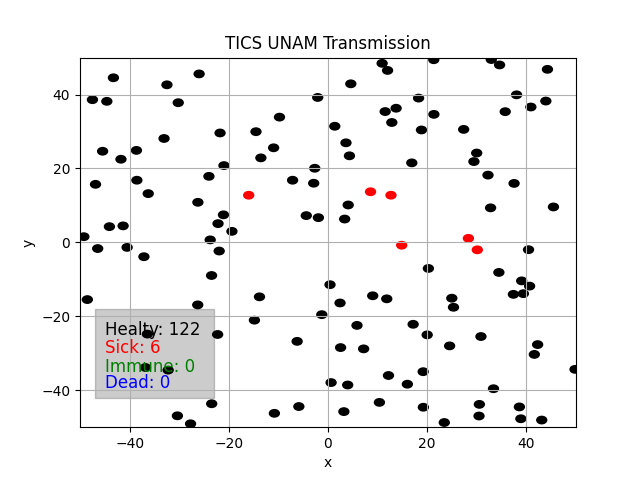 TICS UNAM Transmission
40
20
0
−20
−40
y
Healty: 122
Sick: 6
Immune: 0
Dead: 0
−40
−20
0
20
40
x